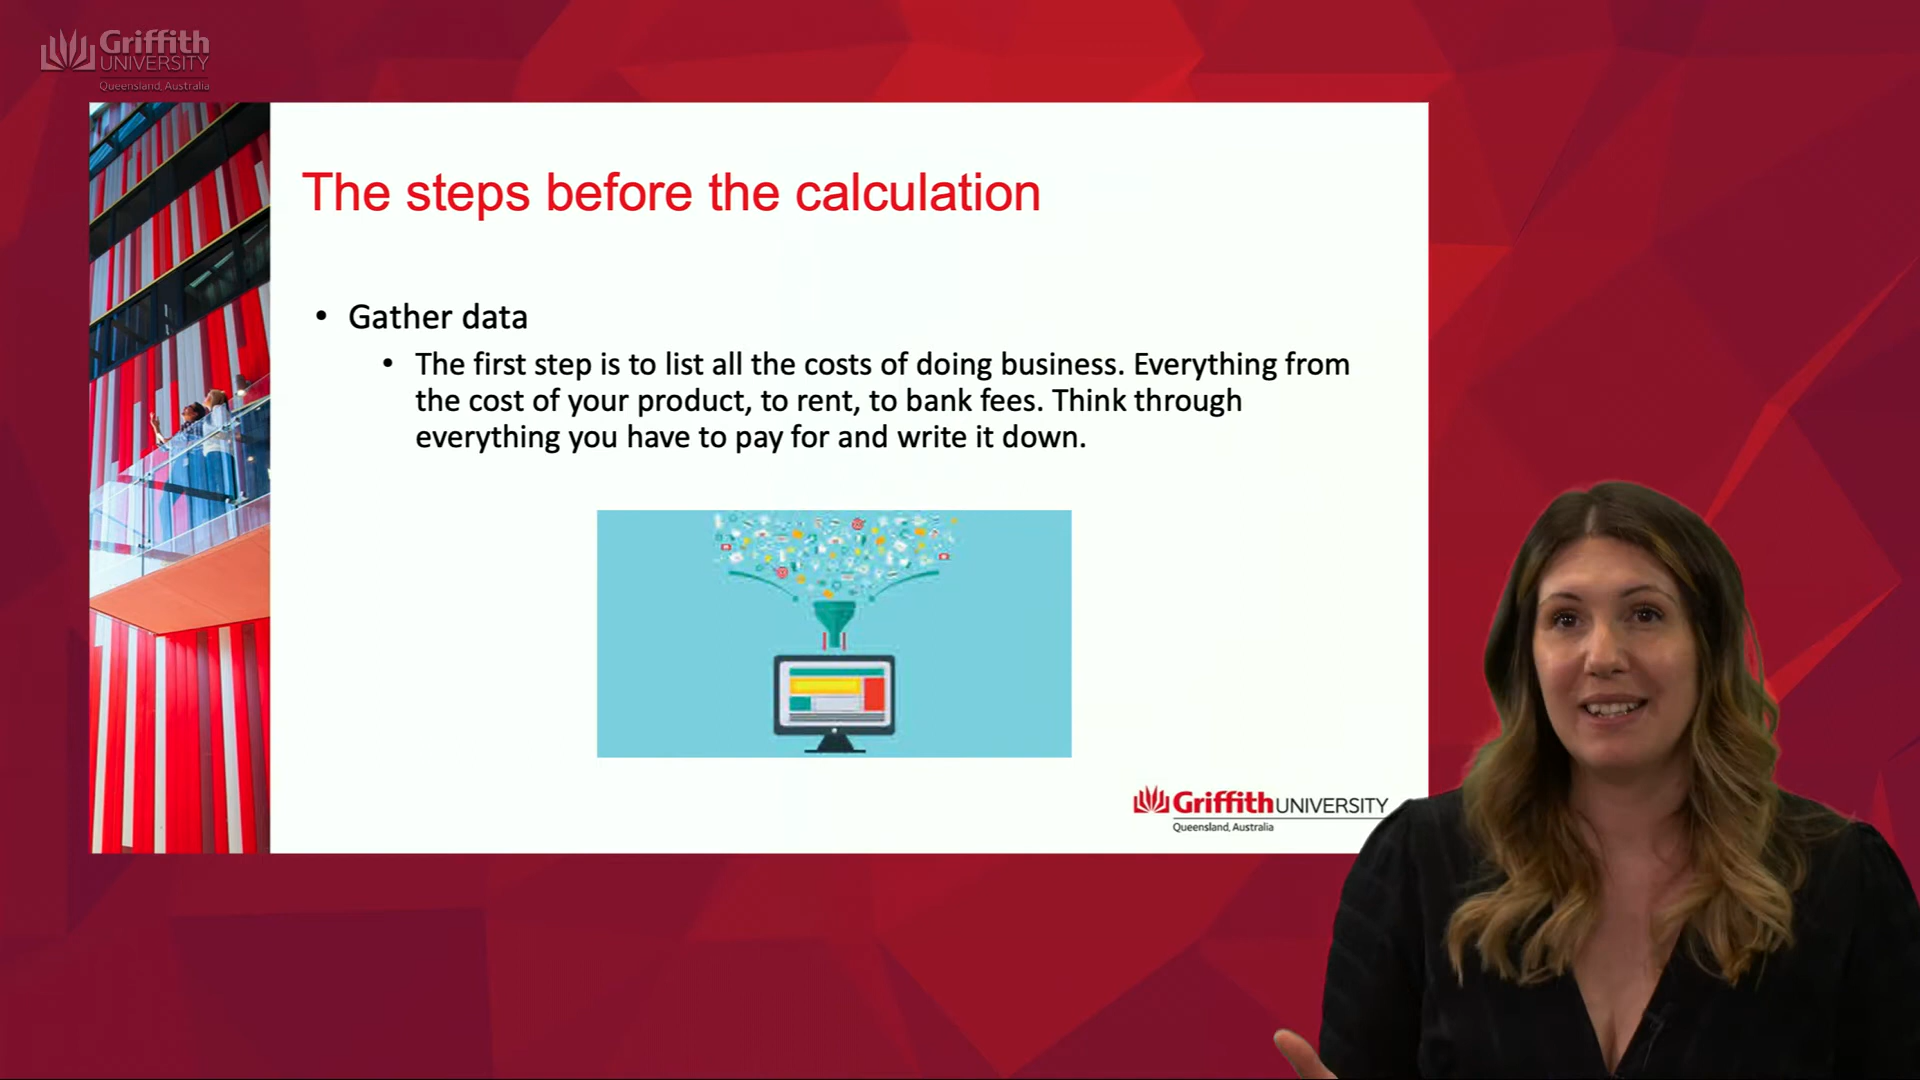 Griffith
UNIVERSITY
Queensland, Australia
The steps before the calculation
• Gather data
• The first step is to list all the costs of doing business. Everything from
the cost of your product, to rent, to bank fees. Think through
everything you have to pay for and write it down.
Griffith UNIVERSITY
Queensland, Australia